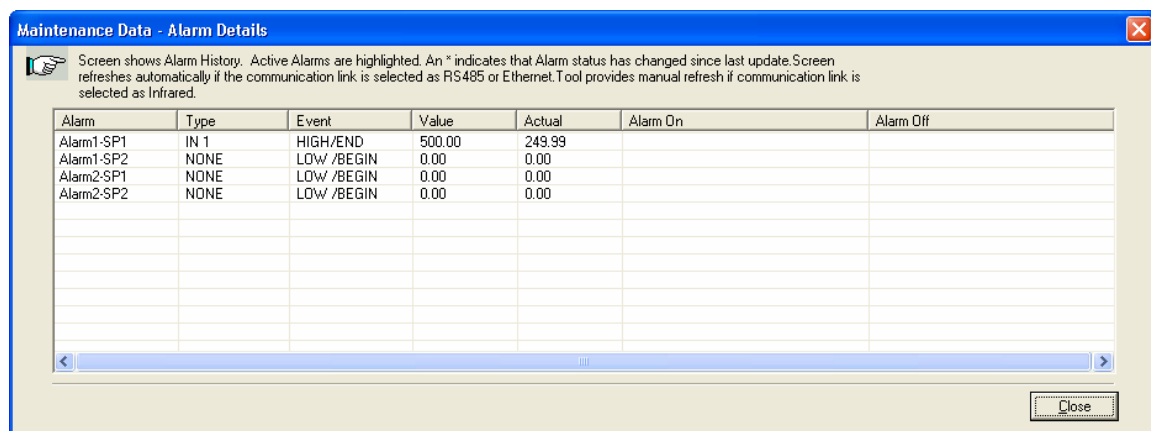 Maintenance Data - Alarm Details
Screen shows Alarm History.  Active Alarms are highlighted. An * indicates that Alarm status has changed since last update.Screen
refreshes automatically if the communication link is selected as RS485 or Ethernet.Tool provides manual refresh if communication link is
selected as Infrared.
Alarm Type Event Value Actual Alarm On Alarm Off
Alarm1-SP1 IN 1 HIGH/END 500.00 249.99
Alarm1-SP2 NONE LOW /BEGIN 0.00 0.00
Alarm2-SP1 NONE LOW /BEGIN 0.00 0.00
Alarm2-SP2 NONE LOW /BEGIN 0.00 0.00
Close